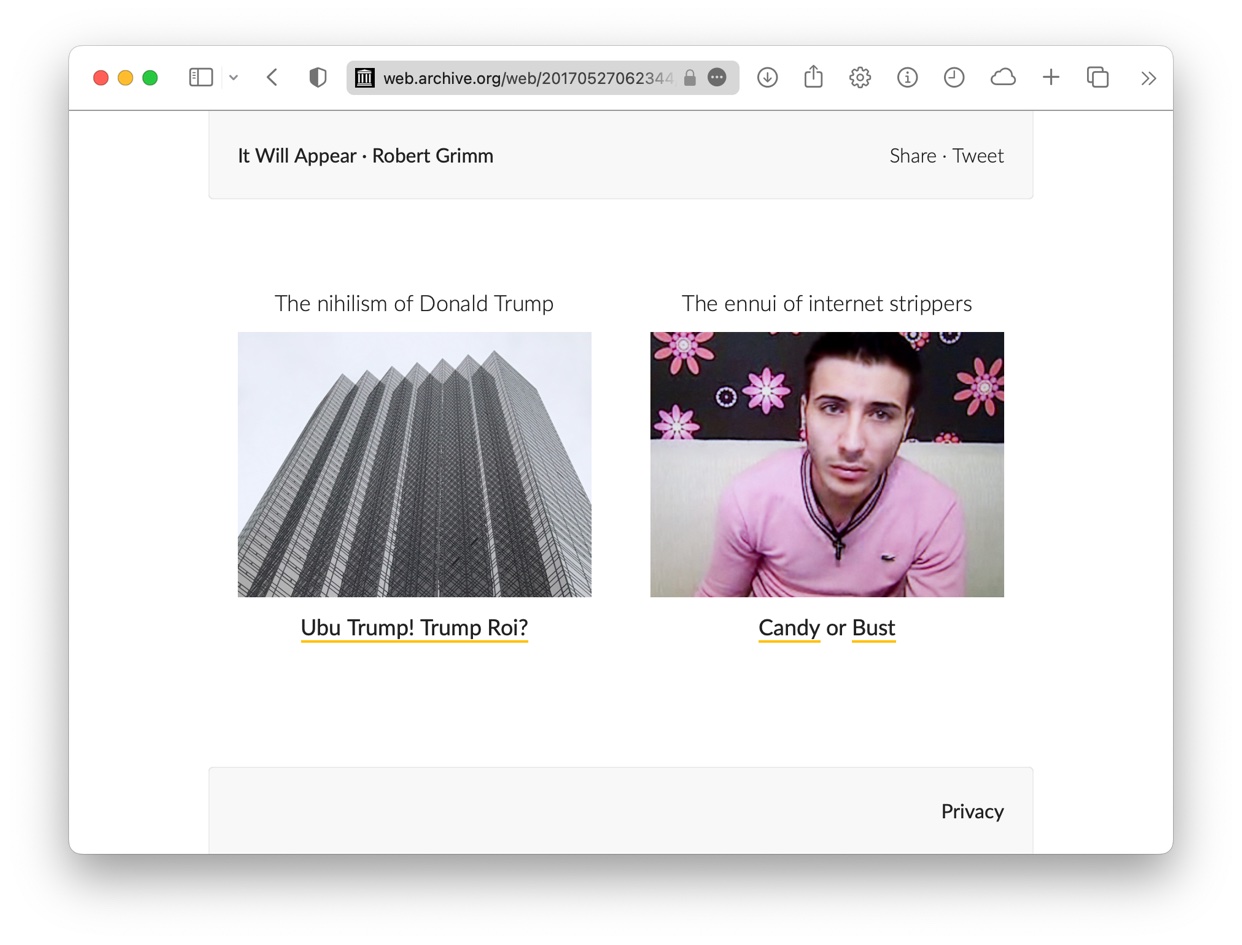 web.archive.org/web/20170527062344
It Will Appear · Robert Grimm
Share · Tweet
The nihilism of Donald Trump
The ennui of internet strippers
Ubu Trump! Trump Roi?
Candy or Bust
Privacy